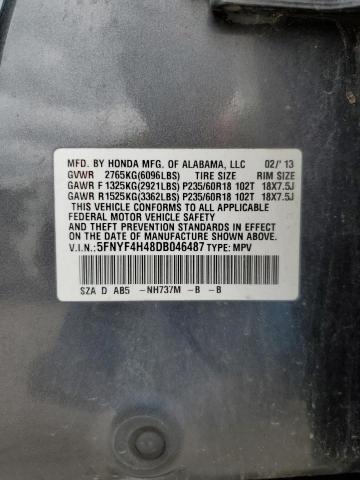 MFD. BY HONDA MFG. OF ALABAMA, LLC 02/'13
GVWR 2765KG(6096LBS) TIRE SIZE RIM SIZE
GAWR F 1325KG(2921LBS) P235/60R18 102T 18X7.5J
GAWR R 1525KG(3362LBS) P235/60R18 102T 18X7.5J
THIS VEHICLE CONFORMS TO ALL APPLICABLE
FEDERAL MOTOR VEHICLE SAFETY
AND THEFT PREVENTION STANDARDS IN EFFECT ON THE
DATE OF MANUFACTURE SHOWN ABOVE.
V.I.N.: 5FNYF4H48DB046487 TYPE: MPV
SZA D AB5 -NH737M -B -B